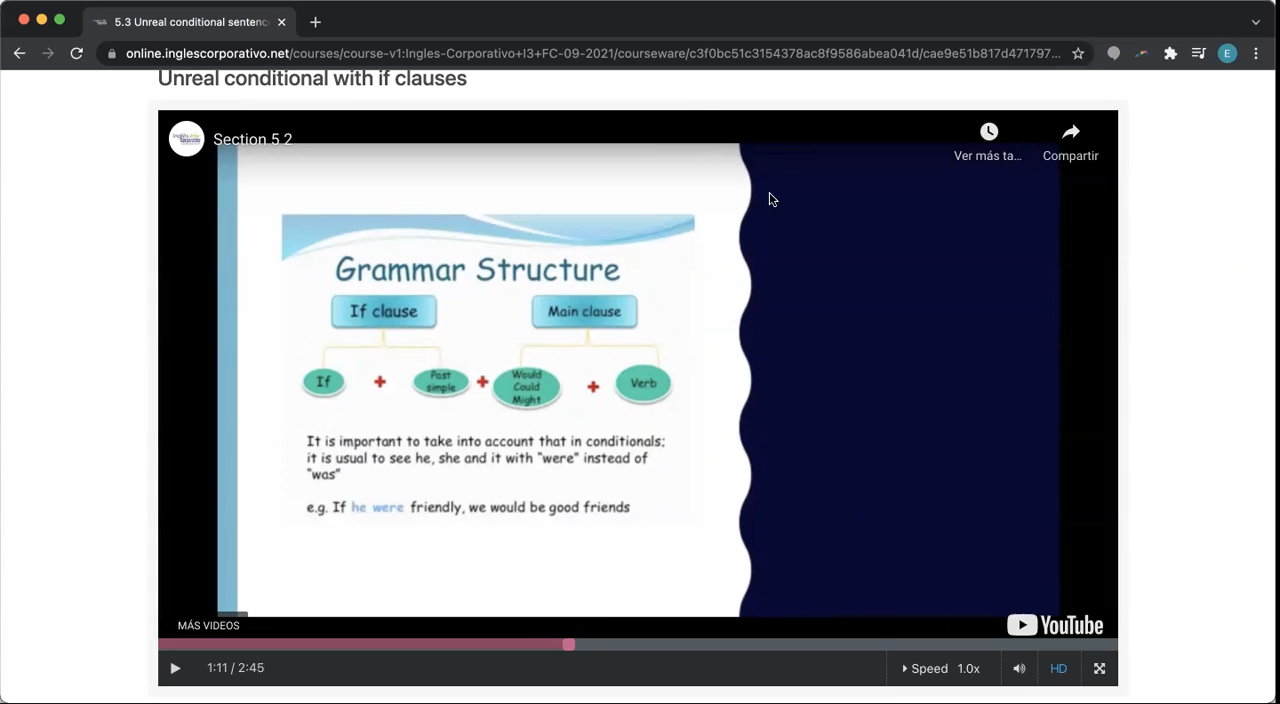 5.3 Unreal conditional sentenc
online.inglescorporativo.net/courses/course-v1:Ingles-Corporativo+I3+FC-09-2021/courseware/c3f0bc51c3154378ac8f9586abea041d/cae9e51b817d471797...
E
Unreal conditional with if clauses
Section 5 2
Ver más ta...
Compartir
Grammar Structure
If clause
Main clause
If
Past
simple
Would
Could
Might
Verb
It is important to take into account that in conditionals;
it is usual to see he, she and it with "were" instead of
"was"
e.g. If he were friendly, we would be good friends
MÁS VIDEOS
YouTube
1:11 / 2:45
Speed 1.0x
HD